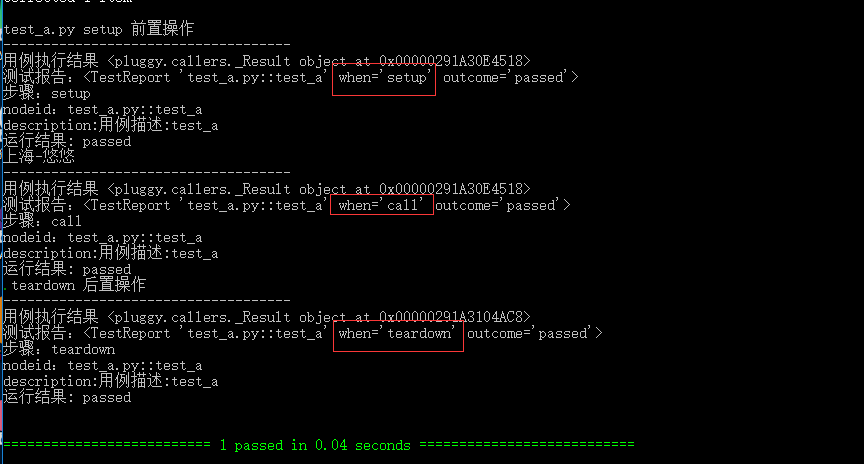 collected 1 item
test_a.py setup 前置操作
------------------------------------
用例执行结果 <pluggy.callers._Result object at 0x00000291A30E4518>
测试报告：<TestReport 'test_a.py::test_a' when='setup' outcome='passed'>
步骤：setup
nodeid：test_a.py::test_a
description:用例描述:test_a
运行结果: passed
上海-悠悠
------------------------------------
用例执行结果 <pluggy.callers._Result object at 0x00000291A30E4518>
测试报告：<TestReport 'test_a.py::test_a' when='call' outcome='passed'>
步骤：call
nodeid：test_a.py::test_a
description:用例描述:test_a
运行结果: passed
.teardown 后置操作
------------------------------------
用例执行结果 <pluggy.callers._Result object at 0x00000291A3104AC8>
测试报告：<TestReport 'test_a.py::test_a' when='teardown' outcome='passed'>
步骤：teardown
nodeid：test_a.py::test_a
description:用例描述:test_a
运行结果: passed
========================== 1 passed in 0.04 seconds ===========================